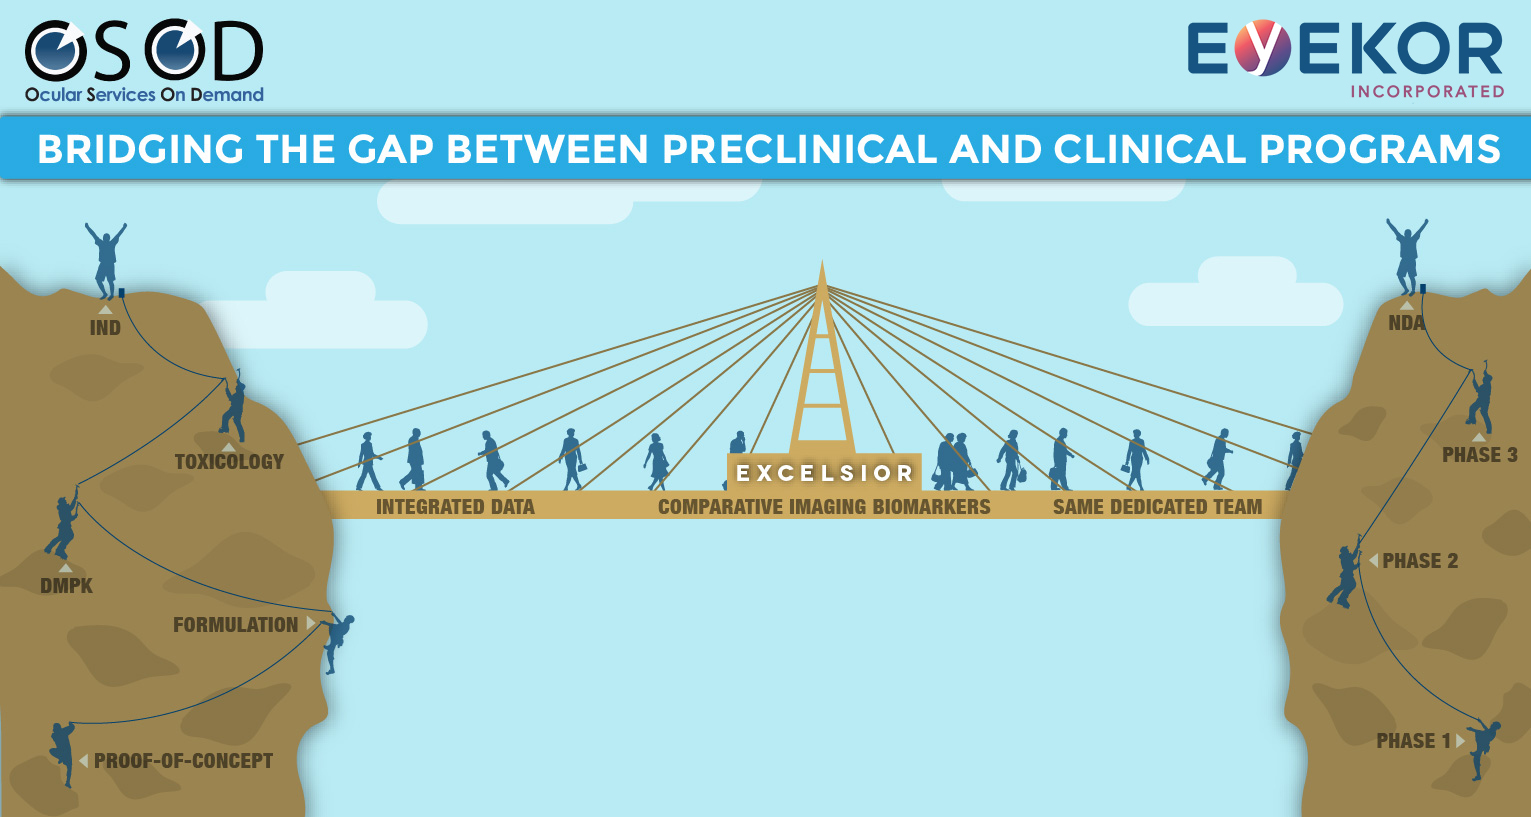 OSOD
Ocular Services On Demand
EYEKOR
INCORPORATED
BRIDGING THE GAP BETWEEN PRECLINICAL AND CLINICAL PROGRAMS
IND
TOXICOLOGY
DMPK
FORMULATION
PROOF-OF-CONCEPT
EXCELSIOR
INTEGRATED DATA
COMPARATIVE IMAGING BIOMARKERS
SAME DEDICATED TEAM
NDA
PHASE 3
PHASE 2
PHASE 1